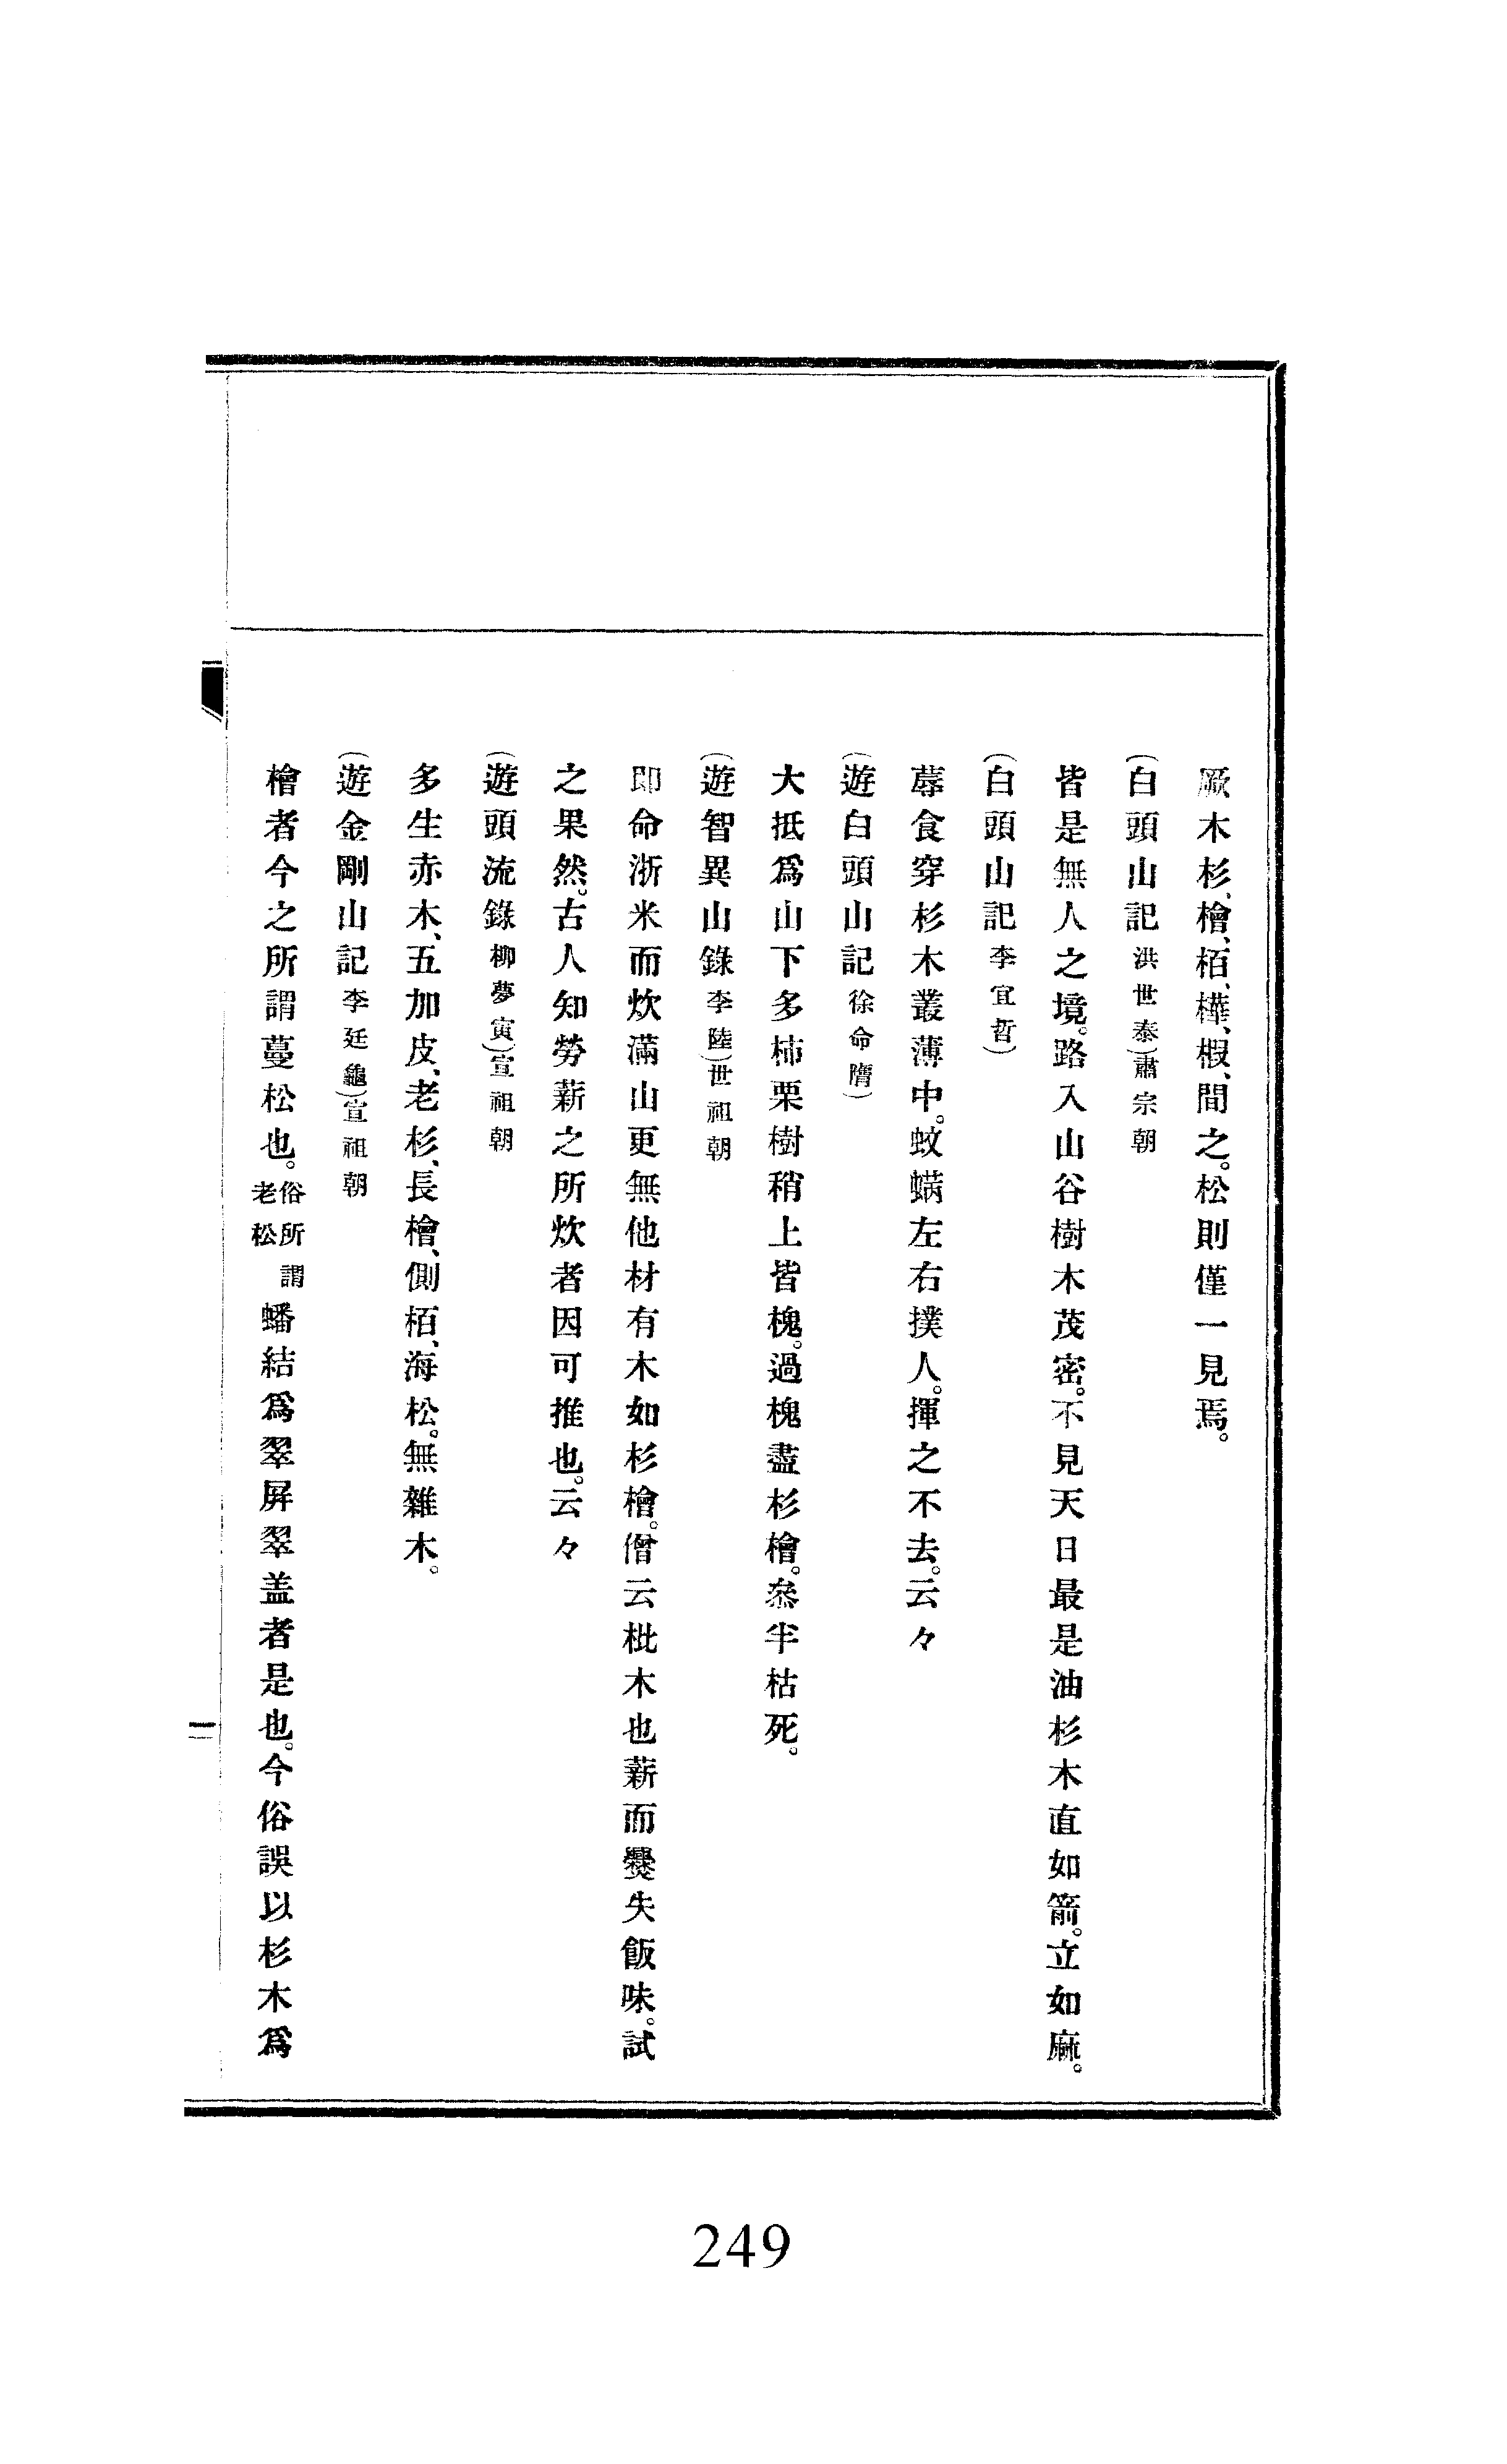 厥木杉、檜、栢、樺、椵、間之。松則僅一見焉。
（白頭山記 洪世泰）肅宗朝
皆是無人之境。路入山谷樹木茂密。不見天日最是油杉木直如箭。立如麻。
（白頭山記 李宜哲）
蓐食穿杉木叢薄中。蚊蟎左右撲人。揮之不去。云々
（遊白頭山記 徐命膺）
大抵爲山下多柿栗樹稍上皆槐。過槐盡杉檜。叅半枯死。
（遊智異山錄 李陸）世祖朝
即命浙米而炊滿山更無他材有木如杉檜。僧云枇木也薪而爨失飯味。試
之果然。古人知勞薪之所炊者因可推也。云々
（遊頭流錄 柳夢寅）宣祖朝
多生赤木、五加皮、老杉、長檜、側栢、海松。無雜木。
（遊金剛山記 李廷龜）宣祖朝
檜者今之所謂蔓松也。俗所謂老松蟠結爲翠屏翠盖者是也。今俗誤以杉木爲
二
249